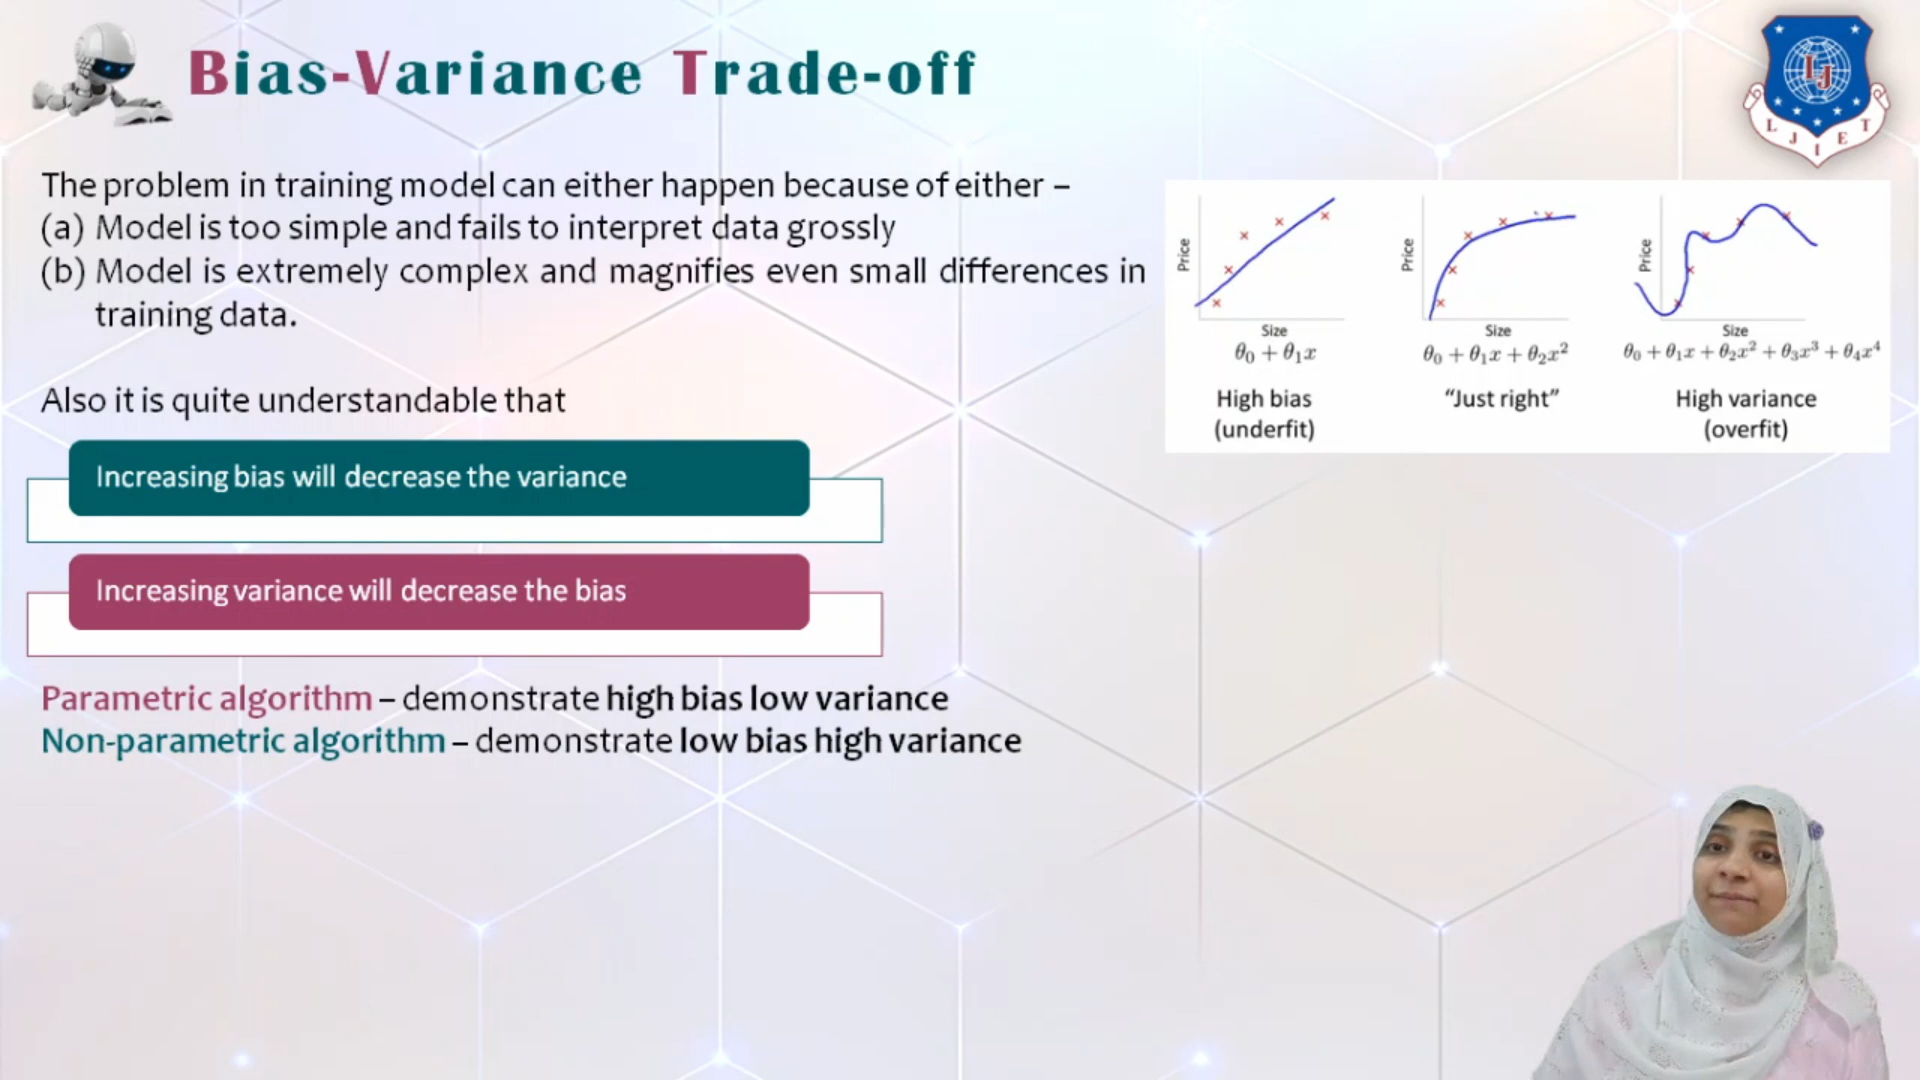 Bias-Variance Trade-off
L J I E T
LJ
The problem in training model can either happen because of either –
(a) Model is too simple and fails to interpret data grossly
(b) Model is extremely complex and magnifies even small differences in
training data.
Also it is quite understandable that
Increasing bias will decrease the variance
Increasing variance will decrease the bias
Parametric algorithm – demonstrate high bias low variance
Non-parametric algorithm – demonstrate low bias high variance
Price
Size
θ₀ + θ₁x
High bias
(underfit)
Price
Size
θ₀ + θ₁x + θ₂x²
“Just right”
Price
Size
θ₀ + θ₁x + θ₂x² + θ₃x³ + θ₄x⁴
High variance
(overfit)